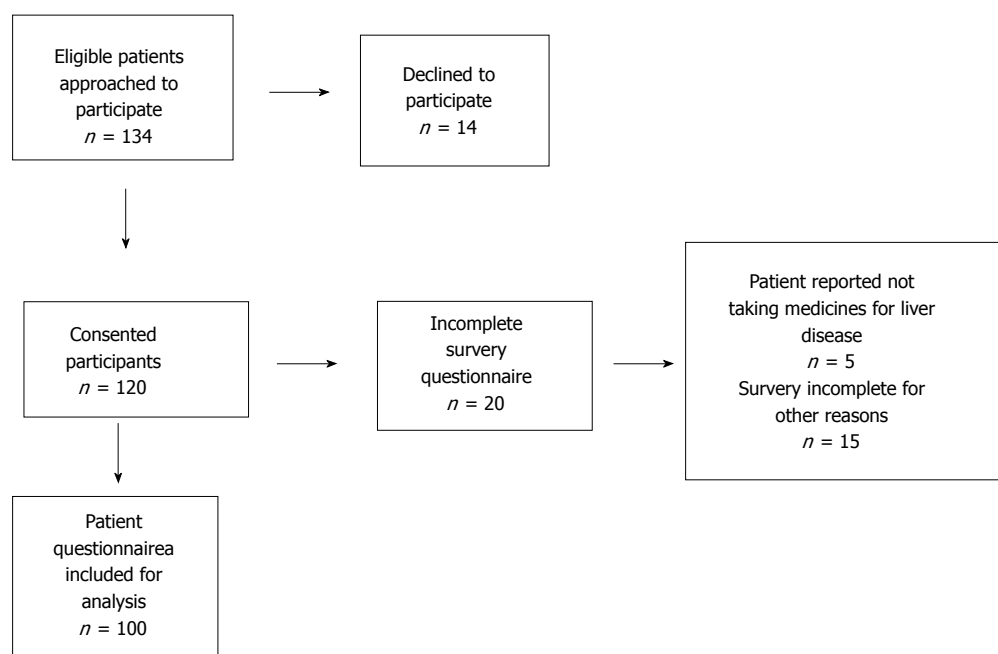 Eligible patients
approached to
participate
n = 134
Declined to
participate
n = 14
Consented
participants
n = 120
Incomplete
survery
questionnaire
n = 20
Patient reported not
taking medicines for liver
disease
n = 5
Survery incomplete for
other reasons
n = 15
Patient
questionnairea
included for
analysis
n = 100